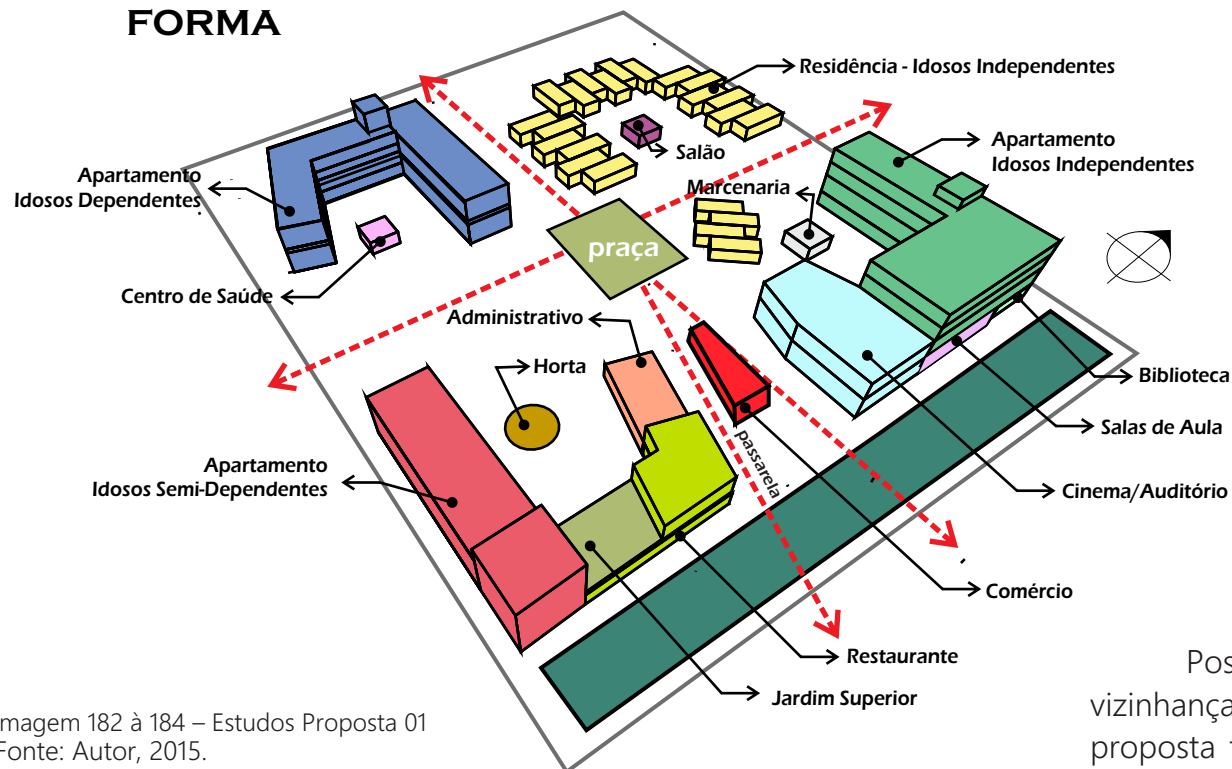 FORMA
Residência - Idosos Independentes
Apartamento
Idosos Independentes
Salão
Marcenaria
Apartamento
Idosos Dependentes
praça
Centro de Saúde
Administrativo
Horta
Biblioteca
Salas de Aula
Apartamento
Idosos Semi-Dependentes
passarela
Cinema/Auditório
Comércio
Restaurante
Jardim Superior
magem 182 à 184 – Estudos Proposta 01
Fonte: Autor, 2015.
Pos
vizinhança
proposta